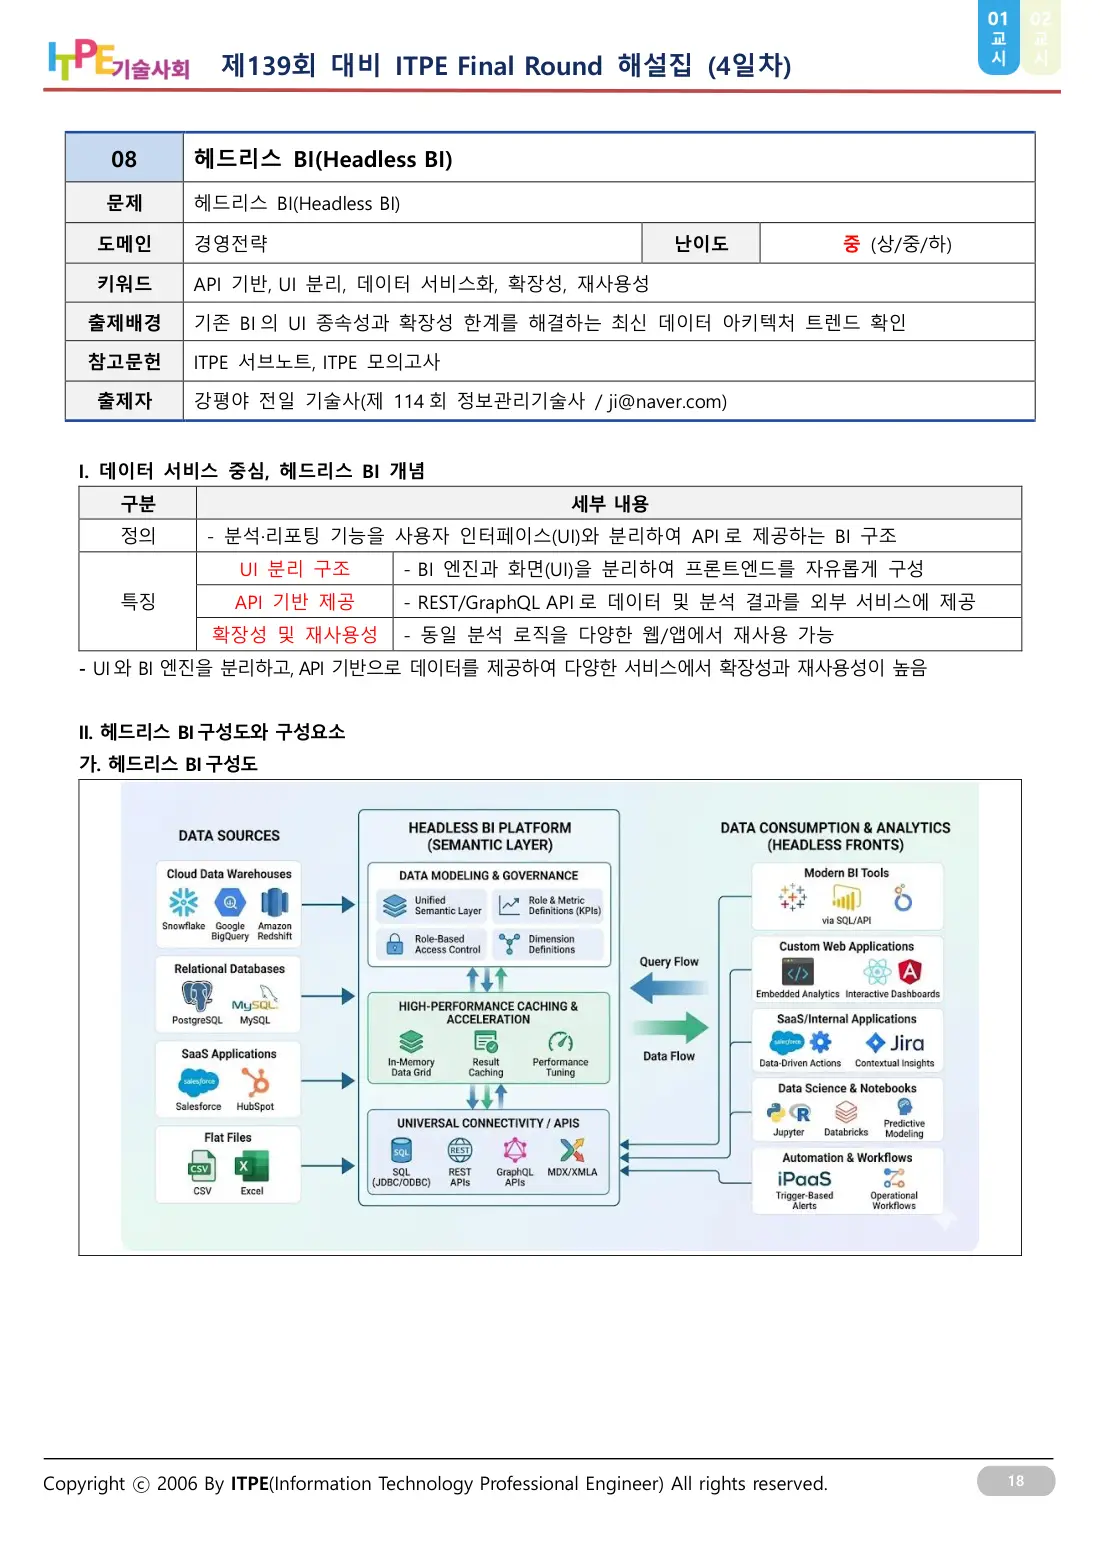 01
교
시
02
교
시
ITPE기술사회 제139회 대비 ITPE Final Round 해설집 (4일차)
08 헤드리스 BI(Headless BI)
문제 헤드리스 BI(Headless BI)
도메인 경영전략 난이도 중 (상/중/하)
키워드 API 기반, UI 분리, 데이터 서비스화, 확장성, 재사용성
출제배경 기존 BI의 UI 종속성과 확장성 한계를 해결하는 최신 데이터 아키텍처 트렌드 확인
참고문헌 ITPE 서브노트, ITPE 모의고사
출제자 강평야 전일 기술사(제 114회 정보관리기술사 / ji@naver.com)
I. 데이터 서비스 중심, 헤드리스 BI 개념
구분 세부 내용
정의 - 분석·리포팅 기능을 사용자 인터페이스(UI)와 분리하여 API로 제공하는 BI 구조
특징
UI 분리 구조 - BI 엔진과 화면(UI)을 분리하여 프론트엔드를 자유롭게 구성
API 기반 제공 - REST/GraphQL API로 데이터 및 분석 결과를 외부 서비스에 제공
확장성 및 재사용성 - 동일 분석 로직을 다양한 웹/앱에서 재사용 가능
- UI와 BI 엔진을 분리하고, API 기반으로 데이터를 제공하여 다양한 서비스에서 확장성과 재사용성이 높음
II. 헤드리스 BI구성도와 구성요소
가. 헤드리스 BI구성도
DATA SOURCES
Cloud Data Warehouses
Snowflake Google BigQuery Amazon Redshift
Relational Databases
PostgreSQL MySQL
MySQL
SaaS Applications
salesforce
Salesforce HubSpot
Flat Files
CSV X
CSV Excel
HEADLESS BI PLATFORM
(SEMANTIC LAYER)
DATA MODELING & GOVERNANCE
Unified Semantic Layer
Role & Metric Definitions (KPIs)
Role-Based Access Control
Dimension Definitions
HIGH-PERFORMANCE CACHING &
ACCELERATION
In-Memory Data Grid
Result Caching
Performance Tuning
UNIVERSAL CONNECTIVITY / APIS
SQL REST
SQL (JDBC/ODBC)
REST APIs
GraphQL APIs
MDX/XMLA
Query Flow
Data Flow
DATA CONSUMPTION & ANALYTICS
(HEADLESS FRONTS)
Modern BI Tools
via SQL/API
Custom Web Applications
</> A
Embedded Analytics Interactive Dashboards
SaaS/Internal Applications
salesforce Jira
Data-Driven Actions Contextual Insights
Data Science & Notebooks
R
Jupyter Databricks Predictive Modeling
Automation & Workflows
iPaaS
Trigger-Based Alerts
Operational Workflows
Copyright ⓒ 2006 By ITPE(Information Technology Professional Engineer) All rights reserved.
18